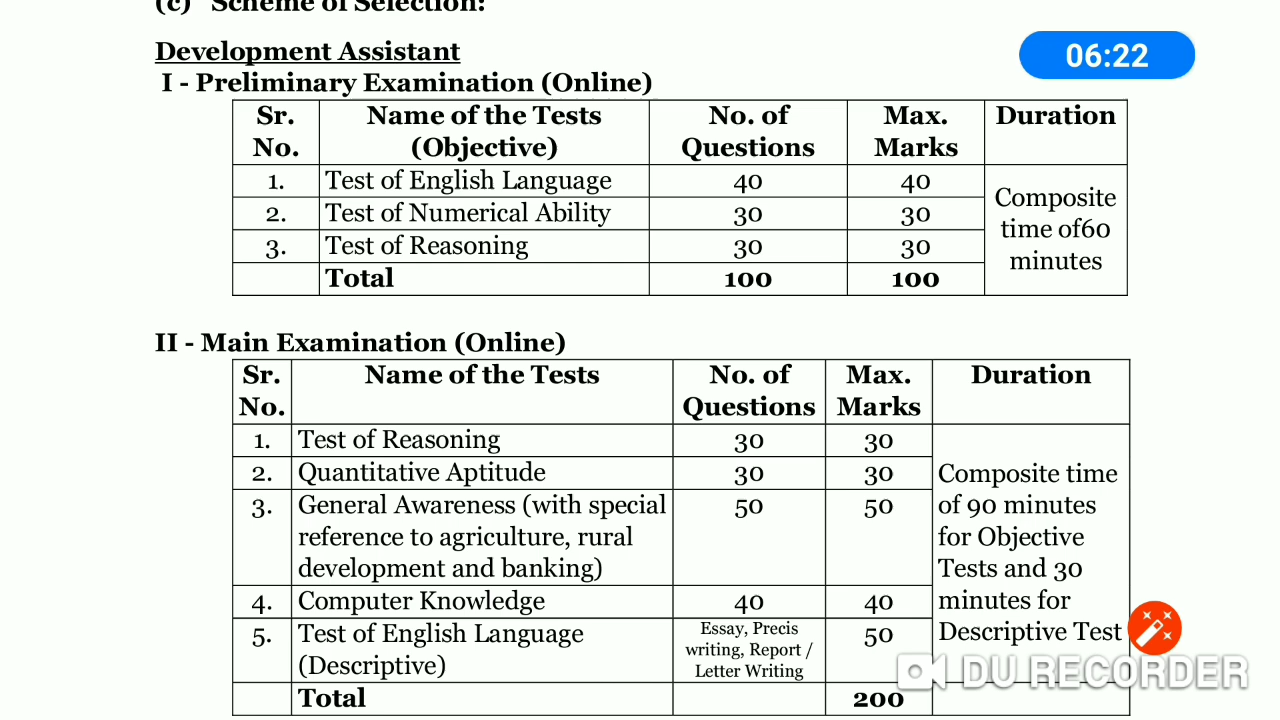 (c) Scheme of Selection:
06:22
Development Assistant
I - Preliminary Examination (Online)
Sr. No. Name of the Tests (Objective) No. of Questions Max. Marks Duration
1. Test of English Language 40 40 Composite time of60 minutes
2. Test of Numerical Ability 30 30
3. Test of Reasoning 30 30
Total 100 100
II - Main Examination (Online)
Sr. No. Name of the Tests No. of Questions Max. Marks Duration
1. Test of Reasoning 30 30 Composite time of 90 minutes for Objective Tests and 30 minutes for Descriptive Test
2. Quantitative Aptitude 30 30
3. General Awareness (with special reference to agriculture, rural development and banking) 50 50
4. Computer Knowledge 40 40
5. Test of English Language (Descriptive) Essay, Precis writing, Report / Letter Writing 50
Total 200
DU RECORDER